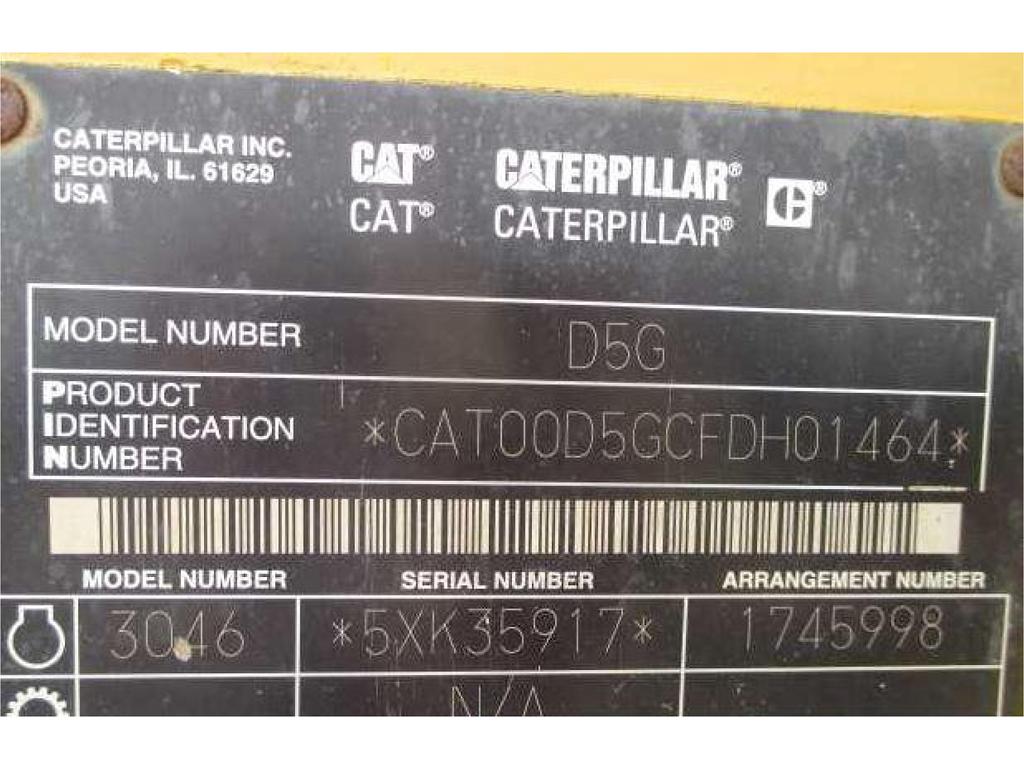 CATERPILLAR INC.
PEORIA, IL. 61629
USA
CAT® CATERPILLAR® C®
CAT® CATERPILLAR®
MODEL NUMBER D5G
PRODUCT
IDENTIFICATION
NUMBER *CAT00D5GCFDH01464*
MODEL NUMBER SERIAL NUMBER ARRANGEMENT NUMBER
3046 *5XK35917* 1745998
N/A